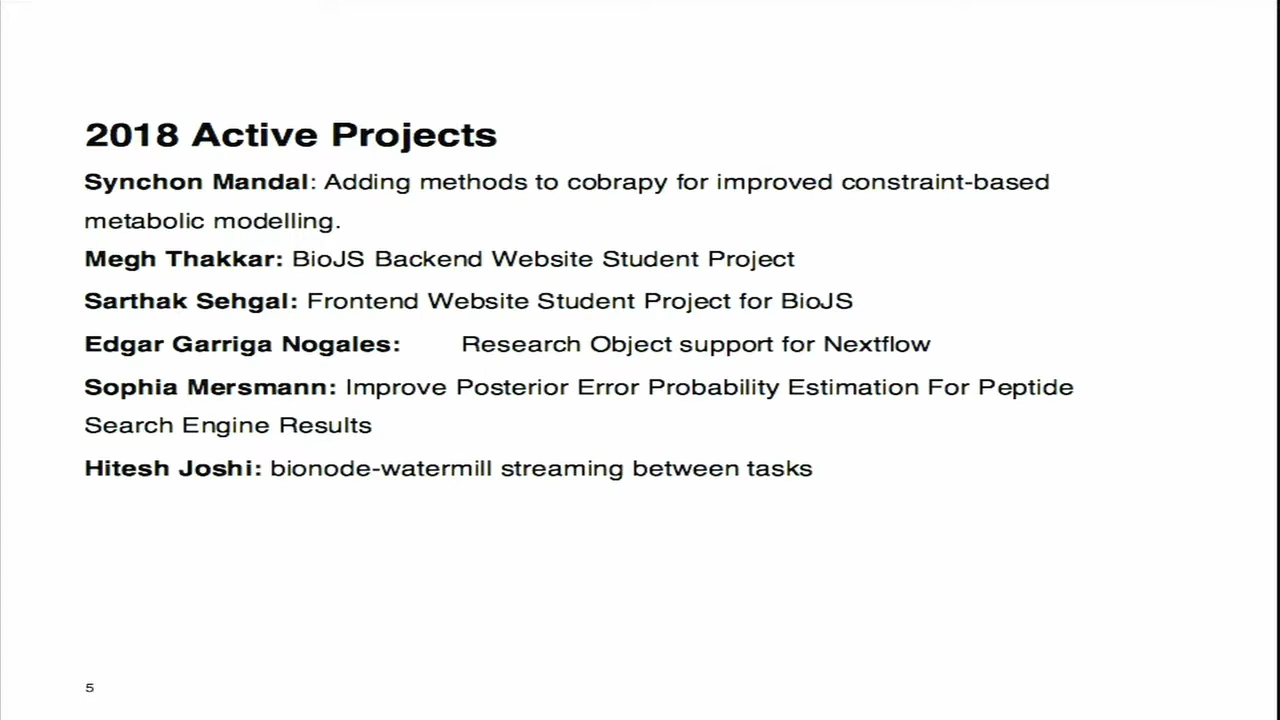 2018 Active Projects
Synchon Mandal: Adding methods to cobrapy for improved constraint-based
metabolic modelling.
Megh Thakkar: BioJS Backend Website Student Project
Sarthak Sehgal: Frontend Website Student Project for BioJS
Edgar Garriga Nogales: Research Object support for Nextflow
Sophia Mersmann: Improve Posterior Error Probability Estimation For Peptide
Search Engine Results
Hitesh Joshi: bionode-watermill streaming between tasks
5